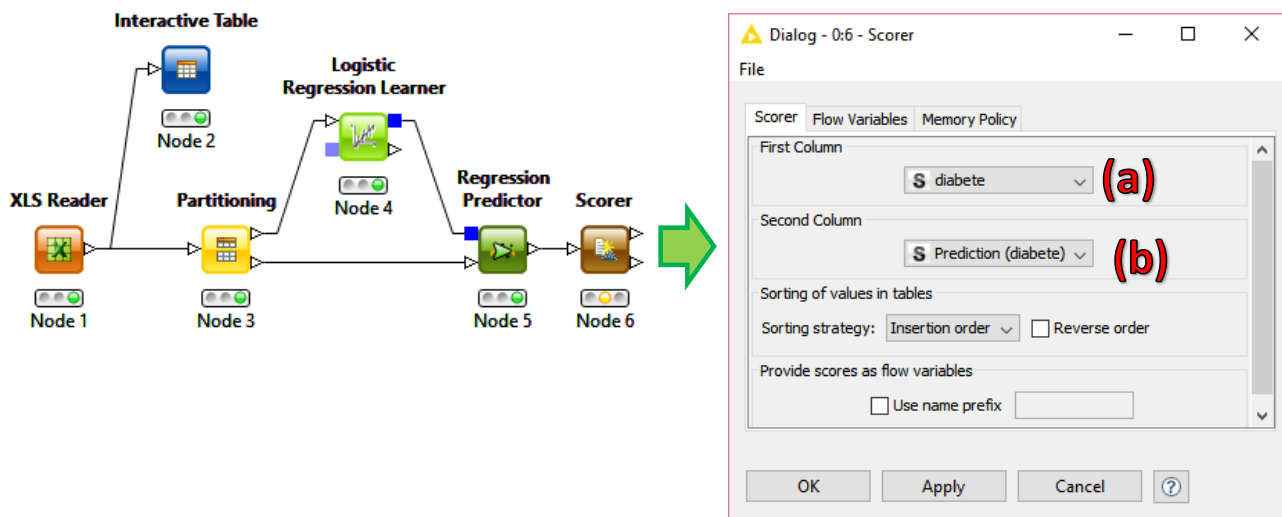 Interactive Table
Node 2
Logistic
Regression Learner
Node 4
XLS Reader
Node 1
Partitioning
Node 3
Regression
Predictor
Node 5
Scorer
Node 6
Dialog - 0:6 - Scorer
File
Scorer Flow Variables Memory Policy
First Column
S diabete
(a)
Second Column
S Prediction (diabete)
(b)
Sorting of values in tables
Sorting strategy: Insertion order Reverse order
Provide scores as flow variables
Use name prefix
OK Apply Cancel ?